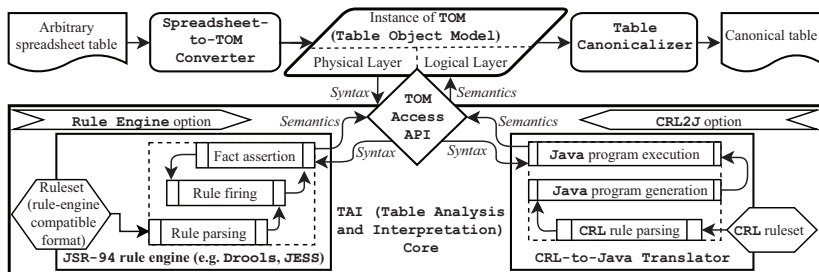 Arbitrary
spreadsheet table
Spreadsheet-
to-TOM
Converter
Instance of TOM
(Table Object Model)
Physical Layer
Logical Layer
Table
Canonicalizer
Canonical table
Syntax
Semantics
TOM
Access
API
Rule Engine option
Semantics
Syntax
Semantics
Syntax
CRL2J option
Fact assertion
Rule firing
Rule parsing
Ruleset
(rule-engine
compatible
format)
JSR-94 rule engine (e.g. Drools, JESS)
TAI (Table Analysis
and Interpretation)
Core
Java program execution
Java program generation
CRL rule parsing
CRL ruleset
CRL-to-Java Translator